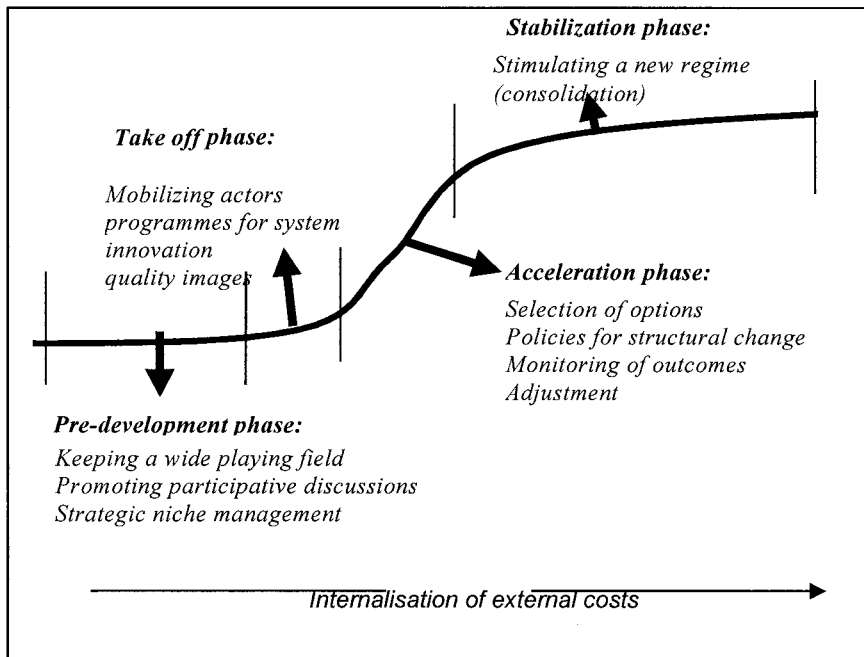 Stabilization phase:
Stimulating a new regime
(consolidation)
Take off phase:
Mobilizing actors
programmes for system
innovation
quality images
Acceleration phase:
Selection of options
Policies for structural change
Monitoring of outcomes
Adjustment
Pre-development phase:
Keeping a wide playing field
Promoting participative discussions
Strategic niche management
Internalisation of external costs